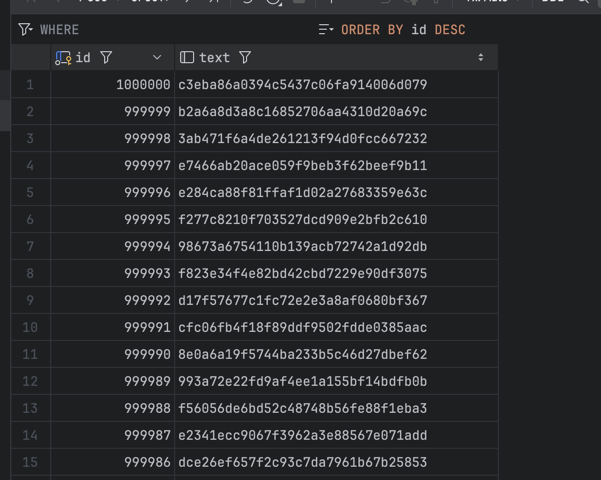 WHERE ORDER BY id DESC
id text
1 1000000 c3eba86a0394c5437c06fa914006d079
2 999999 b2a6a8d3a8c16852706aa4310d20a69c
3 999998 3ab471f6a4de261213f94d0fcc667232
4 999997 e7466ab20ace059f9beb3f62beef9b11
5 999996 e284ca88f81ffaf1d02a27683359e63c
6 999995 f277c8210f703527dcd909e2bfb2c610
7 999994 98673a6754110b139acb72742a1d92db
8 999993 f823e34f4e82bd42cbd7229e90df3075
9 999992 d17f57677c1fc72e2e3a8af0680bf367
10 999991 cfc06fb4f18f89ddf9502fdde0385aac
11 999990 8e0a6a19f5744ba233b5c46d27dbef62
12 999989 993a72e22fd9af4ee1a155bf14bdfb0b
13 999988 f56056de6bd52c48748b56fe88f1eba3
14 999987 e2341ecc9067f3962a3e88567e071add
15 999986 dce26ef657f2c93c7da7961b67b25853